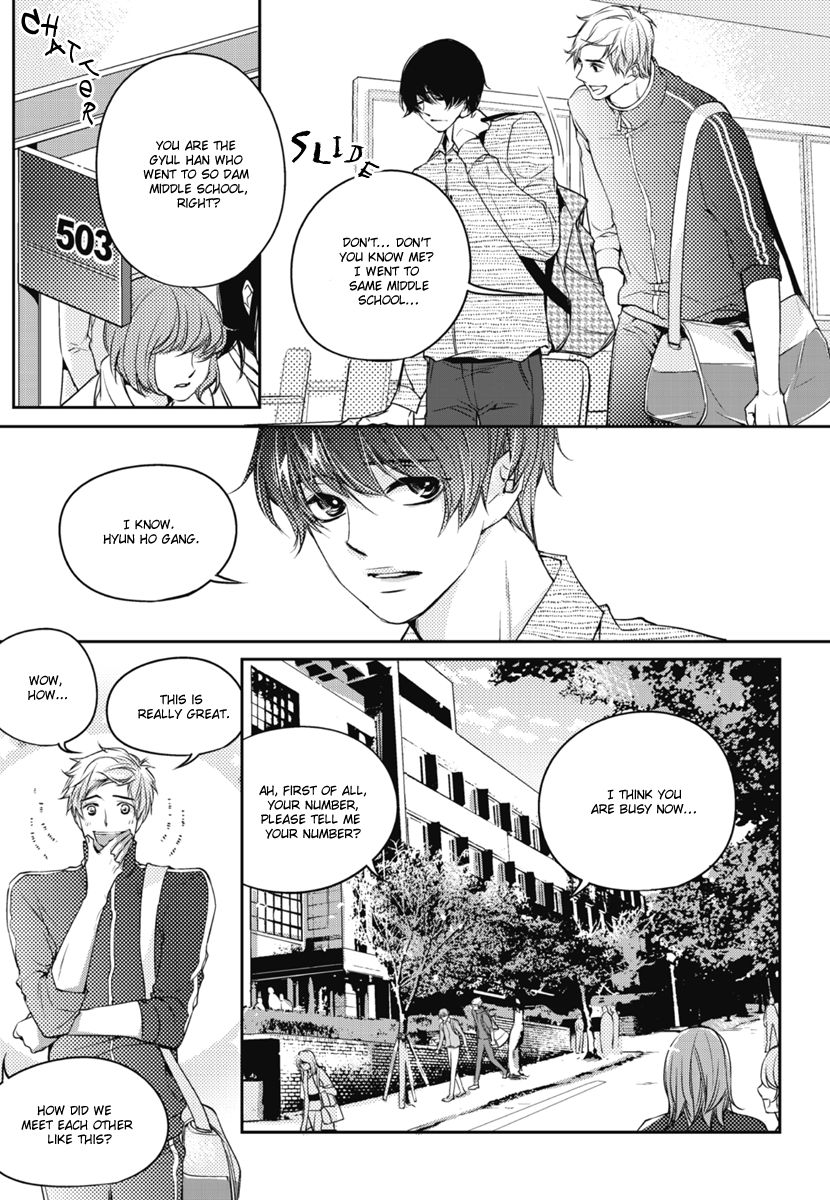 CHATTER
503
YOU ARE THE
GYUL HAN WHO
WENT TO SO DAM
MIDDLE SCHOOL,
RIGHT?
SLIDE
DON'T... DON'T
YOU KNOW ME?
I WENT TO
SAME MIDDLE
SCHOOL...
I KNOW.
HYUN HO GANG.
WOW,
HOW...
THIS IS
REALLY GREAT.
HOW DID WE
MEET EACH OTHER
LIKE THIS?
AH, FIRST OF ALL,
YOUR NUMBER,
PLEASE TELL ME
YOUR NUMBER?
I THINK YOU
ARE BUSY NOW...